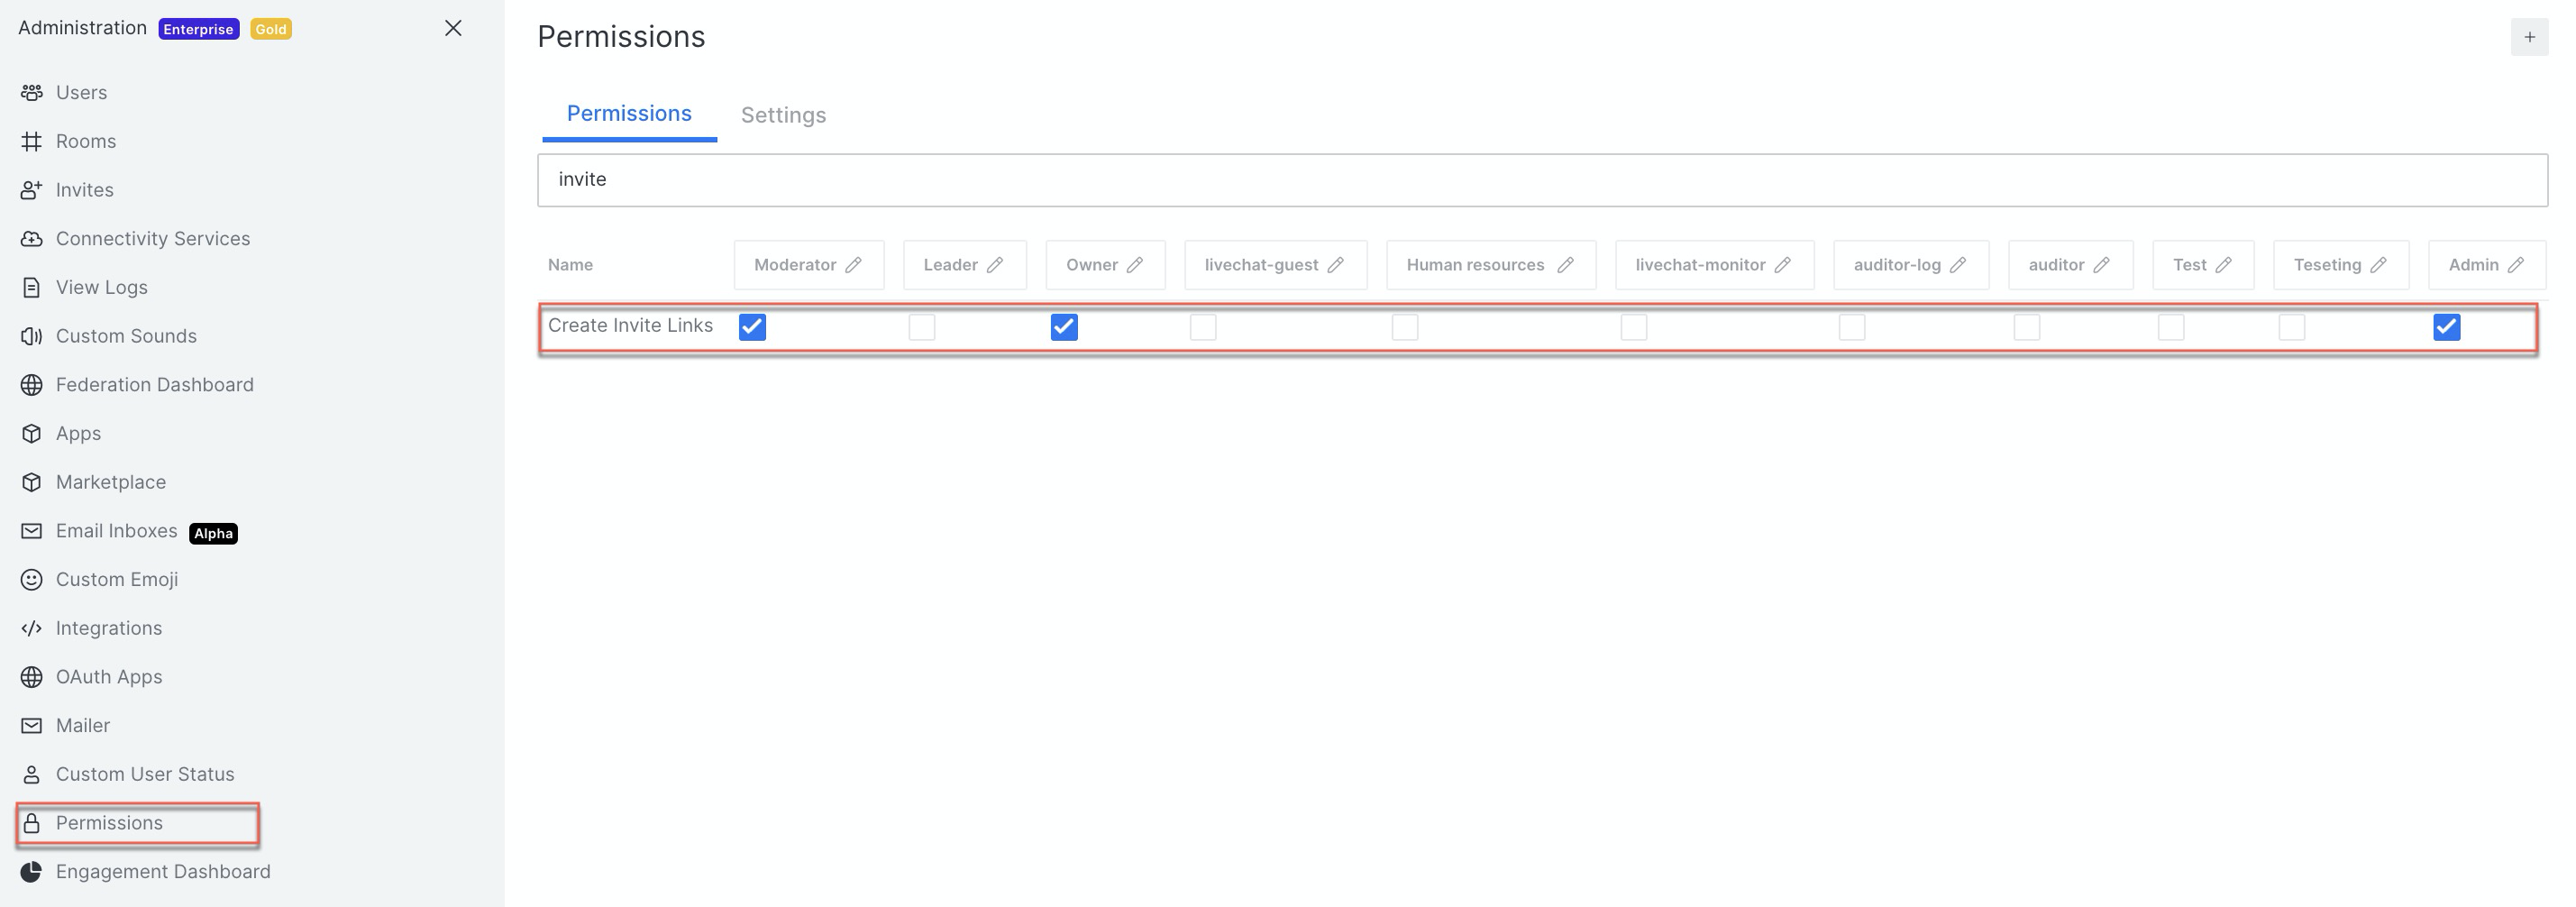 Administration Enterprise Gold
Users
Rooms
Invites
Connectivity Services
View Logs
Custom Sounds
Federation Dashboard
Apps
Marketplace
Email Inboxes Alpha
Custom Emoji
Integrations
OAuth Apps
Mailer
Custom User Status
Permissions
Engagement Dashboard
Permissions
Permissions Settings
invite
Name Moderator Leader Owner livechat-guest Human resources livechat-monitor auditor-log auditor Test Teseting Admin
Create Invite Links